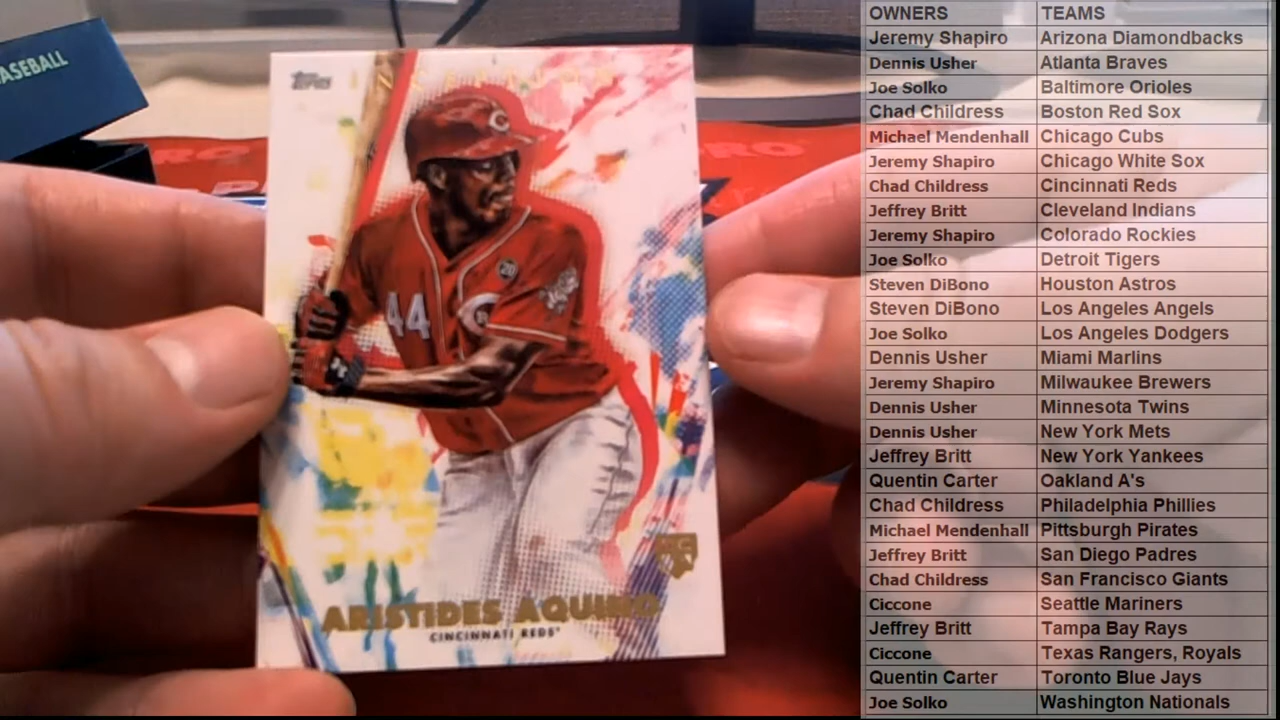 ASEBALL
TOPPS
INCEPTION
C
20
44
C
RC
ARISTIDES AQUINO
CINCINNATI REDS
OWNERS TEAMS
Jeremy Shapiro Arizona Diamondbacks
Dennis Usher Atlanta Braves
Joe Solko Baltimore Orioles
Chad Childress Boston Red Sox
Michael Mendenhall Chicago Cubs
Jeremy Shapiro Chicago White Sox
Chad Childress Cincinnati Reds
Jeffrey Britt Cleveland Indians
Jeremy Shapiro Colorado Rockies
Joe Solko Detroit Tigers
Steven DiBono Houston Astros
Steven DiBono Los Angeles Angels
Joe Solko Los Angeles Dodgers
Dennis Usher Miami Marlins
Jeremy Shapiro Milwaukee Brewers
Dennis Usher Minnesota Twins
Dennis Usher New York Mets
Jeffrey Britt New York Yankees
Quentin Carter Oakland A's
Chad Childress Philadelphia Phillies
Michael Mendenhall Pittsburgh Pirates
Jeffrey Britt San Diego Padres
Chad Childress San Francisco Giants
Ciccone Seattle Mariners
Jeffrey Britt Tampa Bay Rays
Ciccone Texas Rangers, Royals
Quentin Carter Toronto Blue Jays
Joe Solko Washington Nationals